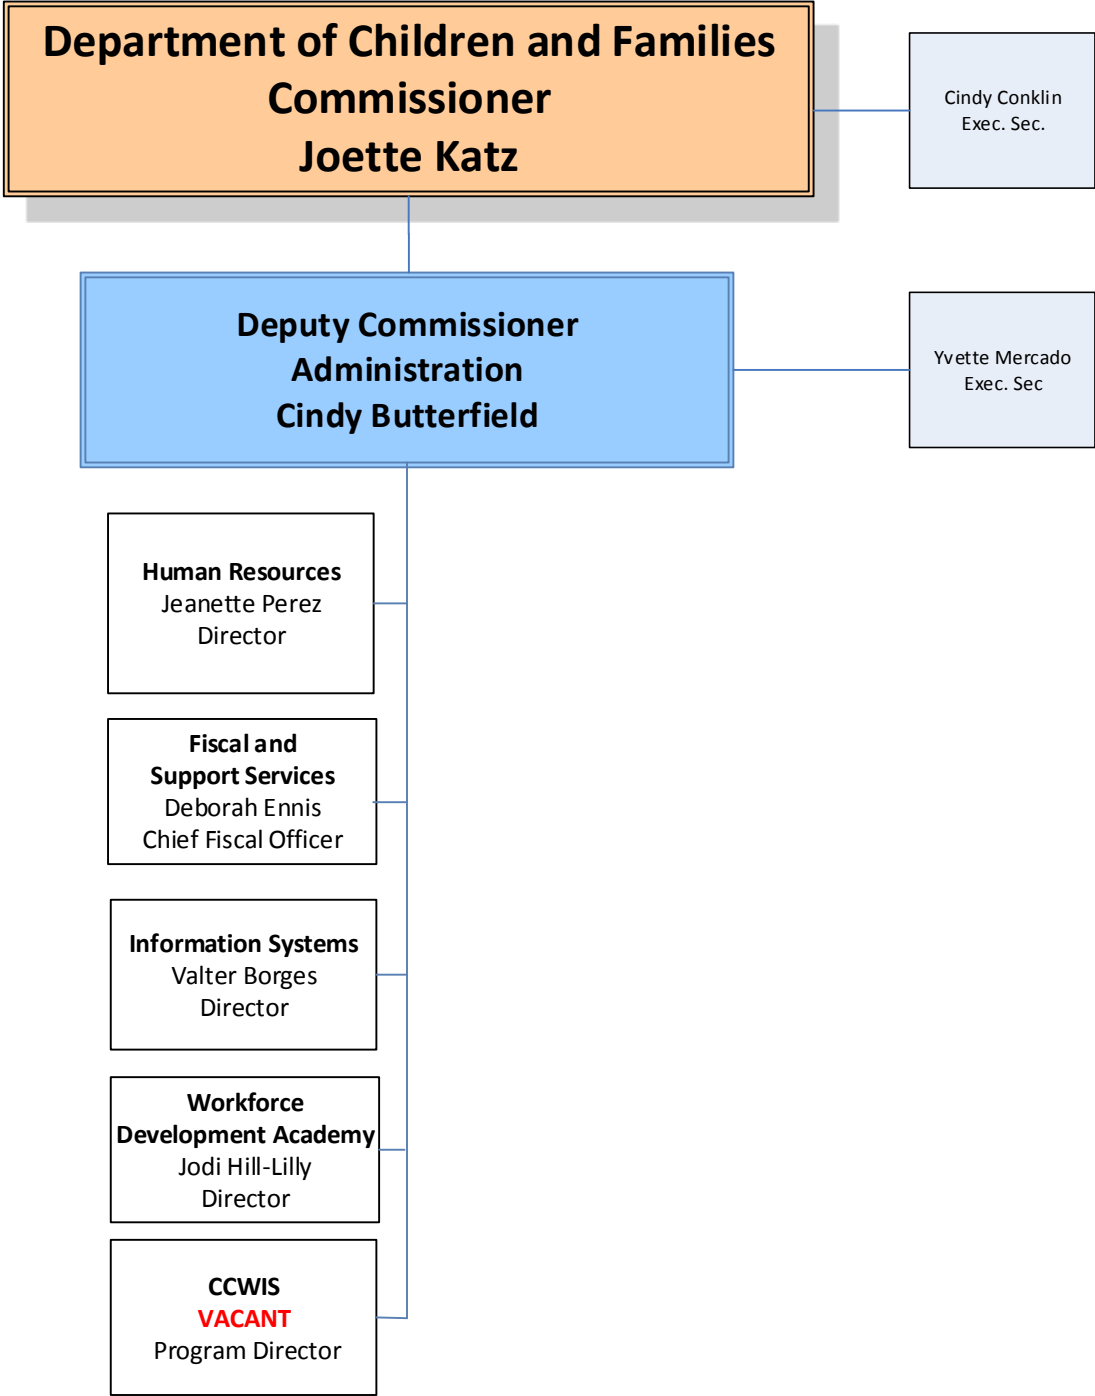 Department of Children and Families
Commissioner
Joette Katz
Cindy Conklin
Exec. Sec.
Deputy Commissioner
Administration
Cindy Butterfield
Yvette Mercado
Exec. Sec
Human Resources
Jeanette Perez
Director
Fiscal and
Support Services
Deborah Ennis
Chief Fiscal Officer
Information Systems
Valter Borges
Director
Workforce
Development Academy
Jodi Hill-Lilly
Director
CCWIS
VACANT
Program Director